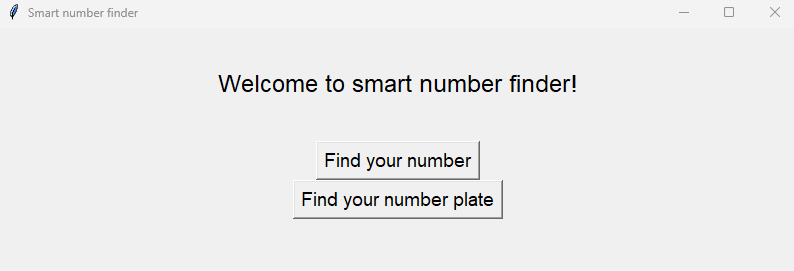 Smart number finder
Welcome to smart number finder!
Find your number
Find your number plate